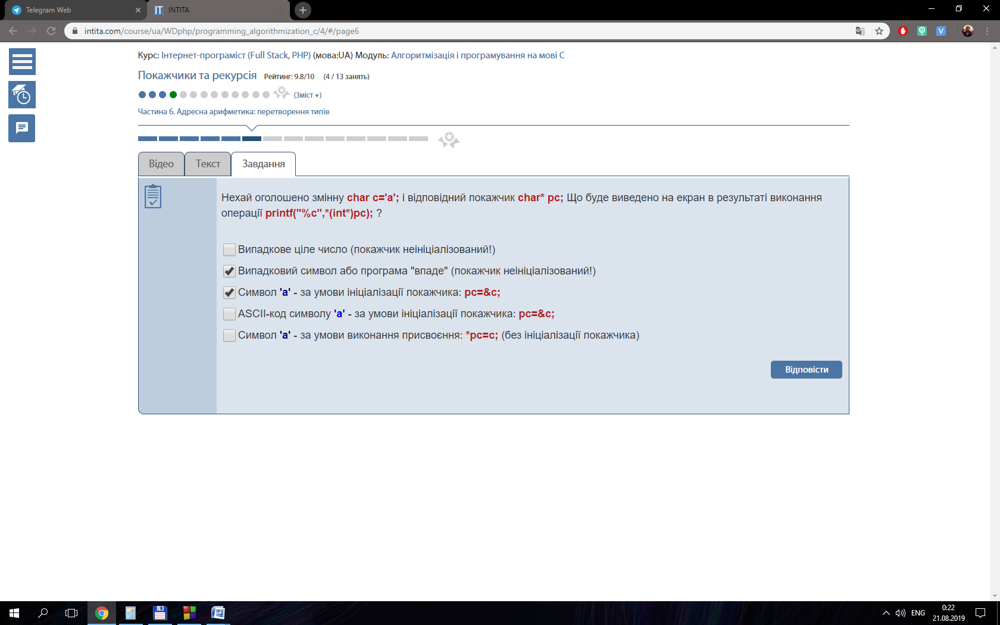 Telegram Web
INTITA
intita.com/course/ua/WDphp/programming_algorithmization_c/4/#/page6
Курс: Інтернет-програміст (Full Stack, PHP) (мова:UA) Модуль: Алгоритмізація і програмування на мові С
Покажчики та рекурсія Рейтинг: 9.8/10 (4 / 13 занять)
(Зміст ▾)
Частина 6. Адресна арифметика: перетворення типів
Відео Текст Завдання
Нехай оголошено змінну char c='a'; і відповідний покажчик char* pc; Що буде виведено на екран в результаті виконання
операції printf("%c",*(int*)pc); ?
Випадкове ціле число (покажчик неініціалізований!)
Випадковий символ або програма "впаде" (покажчик неініціалізований!)
Символ 'a' - за умови ініціалізації покажчика: pc=&c;
ASCII-код символу 'a' - за умови ініціалізації покажчика: pc=&c;
Символ 'a' - за умови виконання присвоєння: *pc=c; (без ініціалізації покажчика)
Відповісти
ENG
0:22
21.08.2019